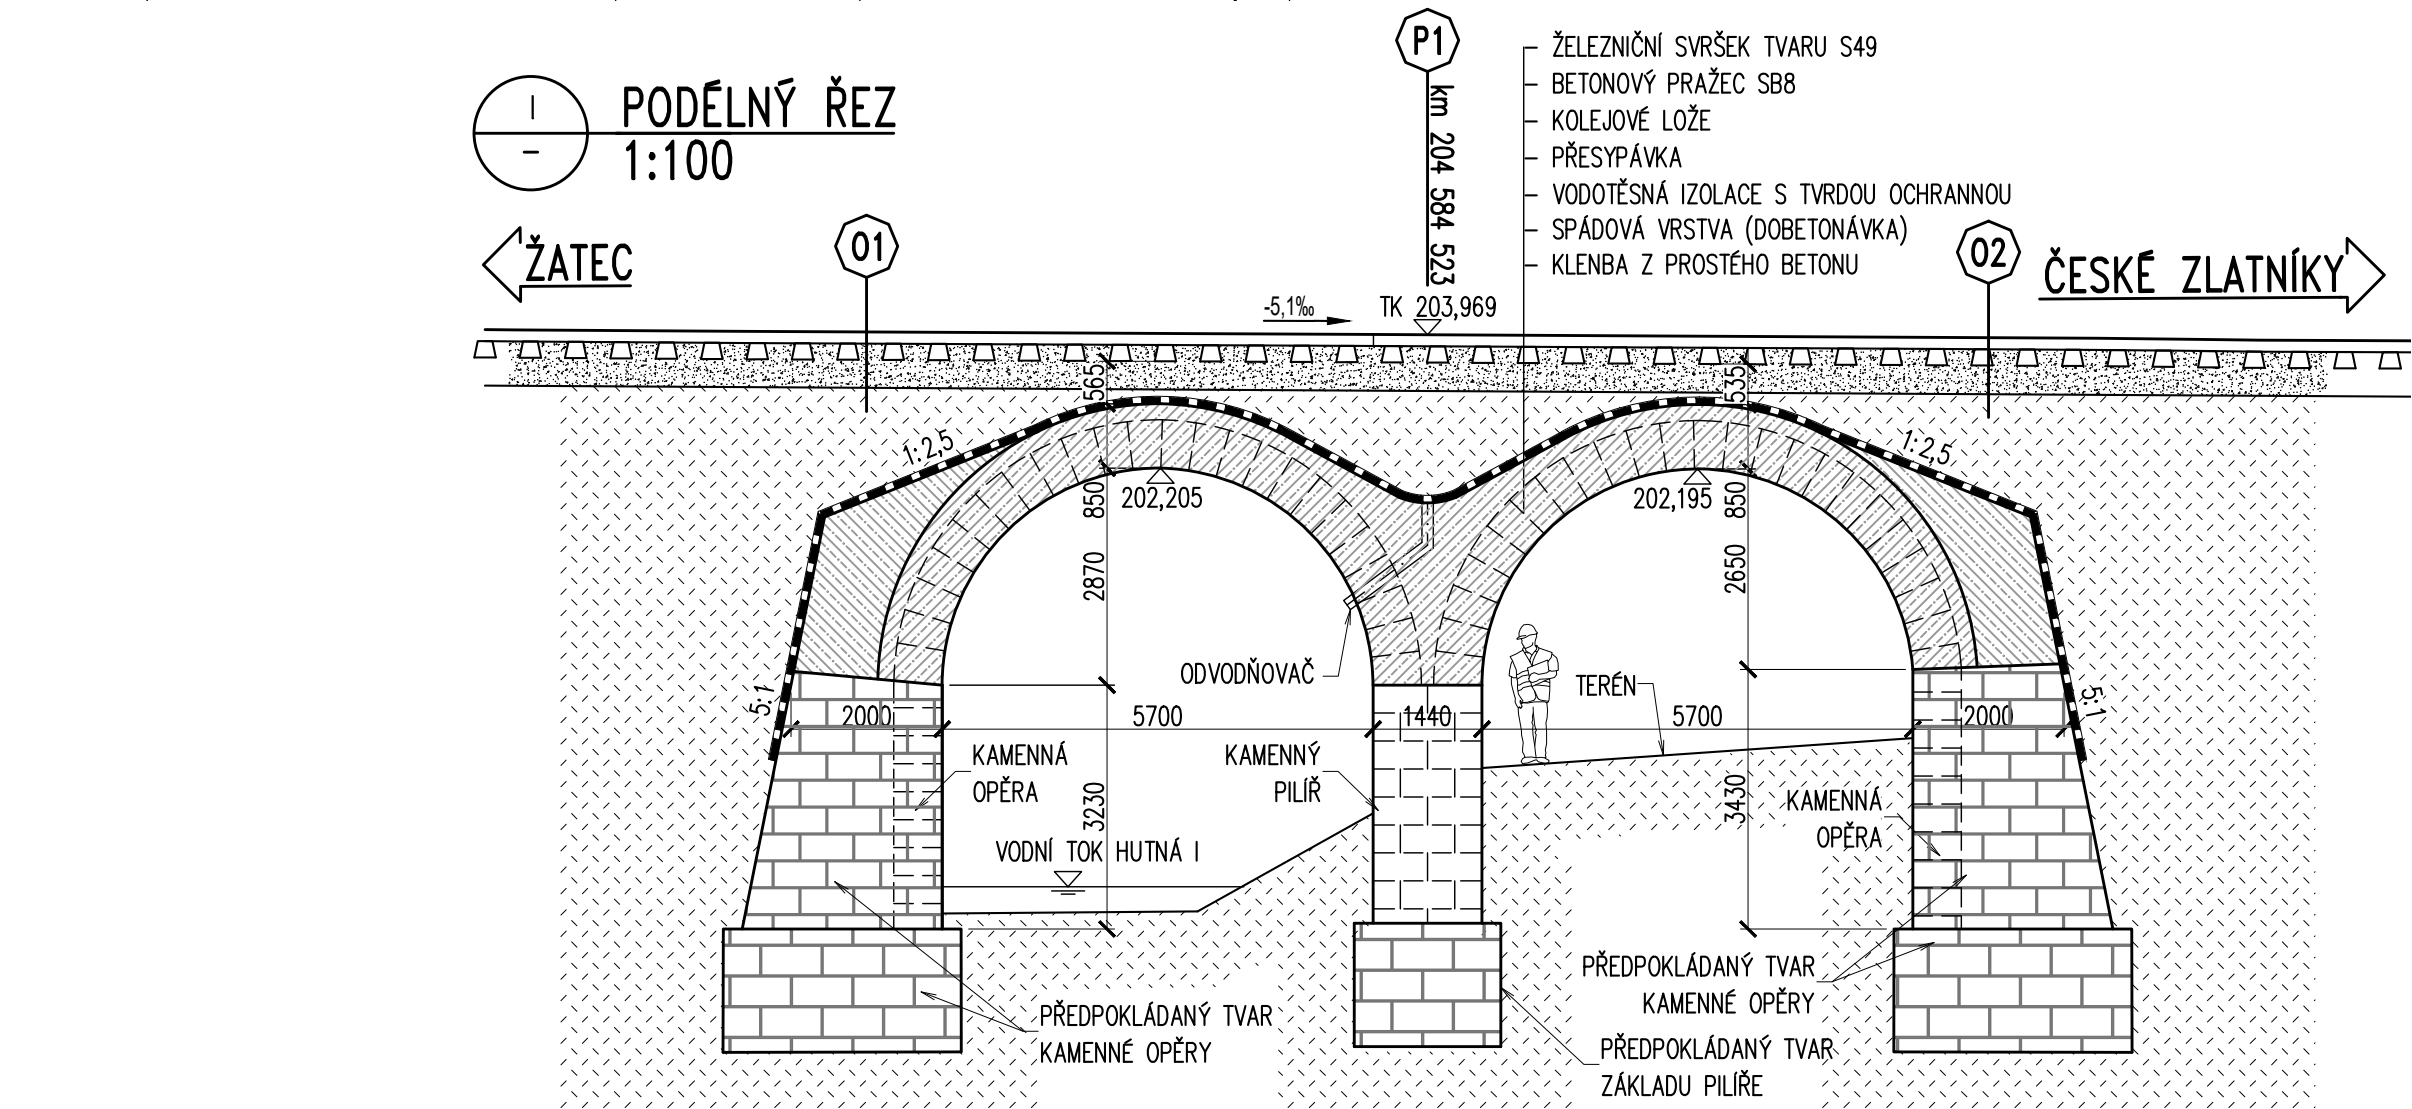 P1
ŽELEZNIČNÍ SVRŠEK TVARU S49
BETONOVÝ PRAŽEC SB8
KOLEJOVÉ LOŽE
PŘESYPÁVKA
VODOTĚSNÁ IZOLACE S TVRDOU OCHRANNOU
SPÁDOVÁ VRSTVA (DOBETONÁVKA)
KLENBA Z PROSTÉHO BETONU
km 204 584 523
I
PODÉLNÝ ŘEZ
–
1:100
ŽATEC
O1
O2
ČESKÉ ZLATNÍKY
-5,1‰
TK 203,969
565
535
1:2,5
1:2,5
850
202,205
202,195
850
2870
2650
ODVODŇOVAČ
TERÉN
5:1
5:1
2000
5700
1440
5700
2000
KAMENNÁ
OPĚRA
KAMENNÝ
PILÍŘ
3230
3430
KAMENNÁ
OPĚRA
VODNÍ TOK HUTNÁ I
PŘEDPOKLÁDANÝ TVAR
KAMENNÉ OPĚRY
PŘEDPOKLÁDANÝ TVAR
KAMENNÉ OPĚRY
PŘEDPOKLÁDANÝ TVAR
ZÁKLADU PILÍŘE